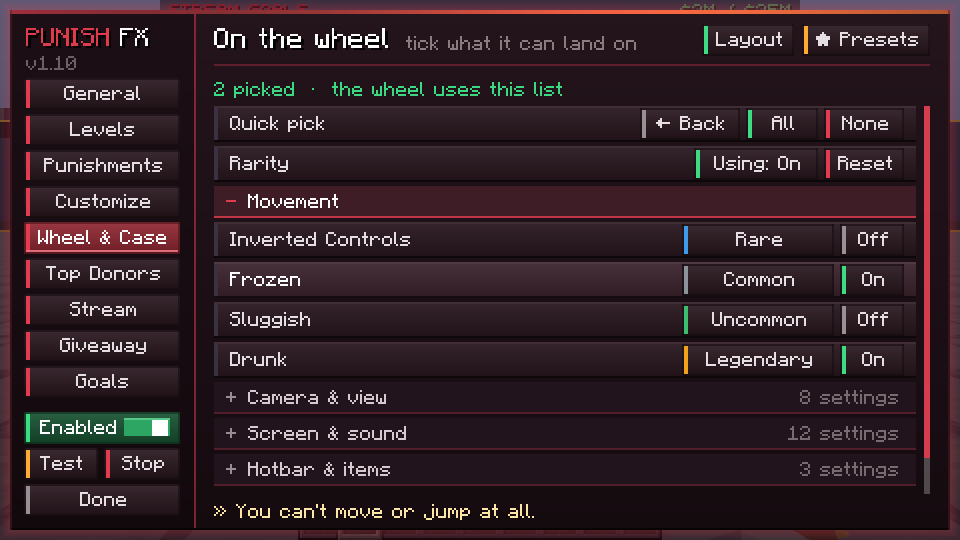 PUNISH FX
v1.10
General
Levels
Punishments
Customize
Wheel & Case
Top Donors
Stream
Giveaway
Goals
Enabled
Test Stop
Done
On the wheel tick what it can land on Layout Presets
2 picked · the wheel uses this list
Quick pick ← Back All None
Rarity Using: On Reset
− Movement
Inverted Controls Rare Off
Frozen Common On
Sluggish Uncommon Off
Drunk Legendary On
+ Camera & view 8 settings
+ Screen & sound 12 settings
+ Hotbar & items 3 settings
» You can't move or jump at all.